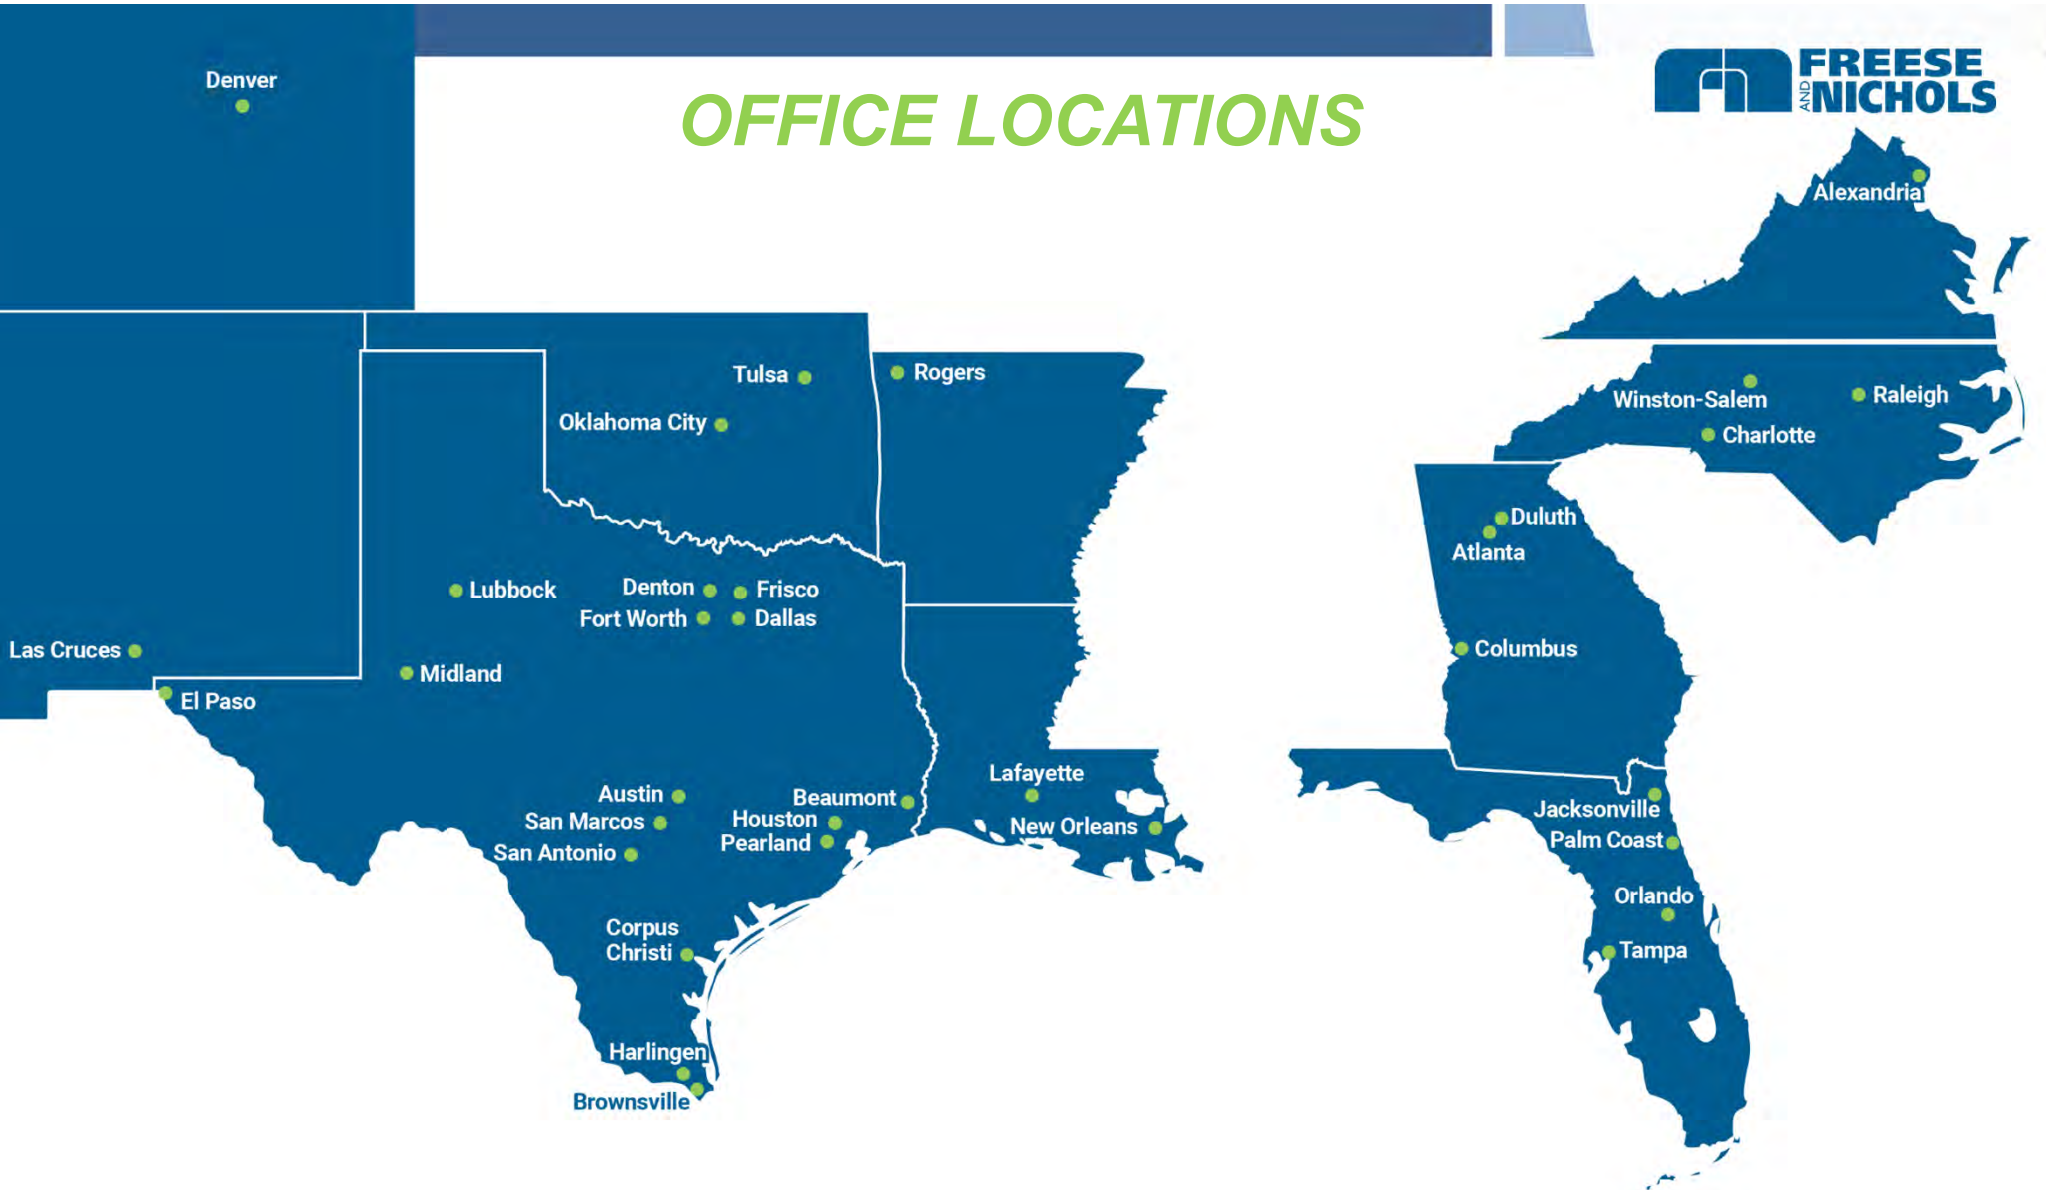 Denver
OFFICE LOCATIONS
FREESE
AND
NICHOLS
Alexandria
Tulsa
Rogers
Oklahoma City
Winston-Salem
Raleigh
Charlotte
Duluth
Atlanta
Lubbock
Denton
Frisco
Fort Worth
Dallas
Las Cruces
Midland
El Paso
Columbus
Lafayette
Austin
Beaumont
San Marcos
Houston
New Orleans
Pearland
San Antonio
Jacksonville
Palm Coast
Orlando
Corpus
Christi
Tampa
Harlingen
Brownsville